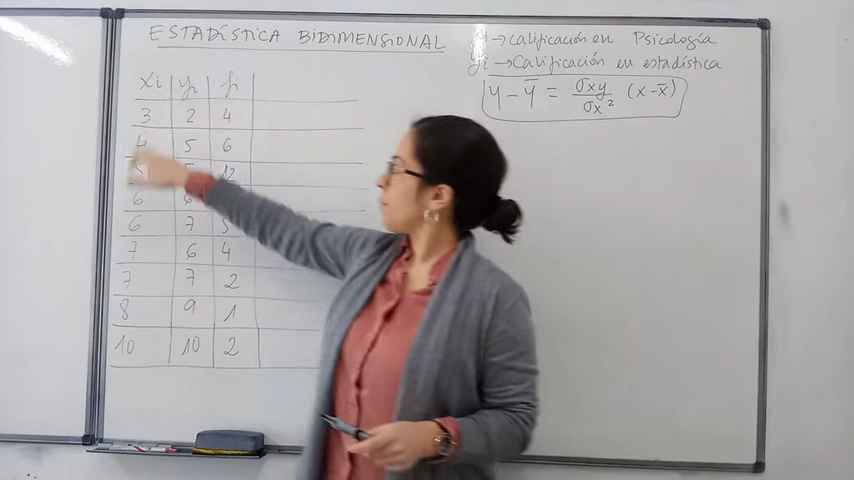 ESTADÍSTICA BIDIMENSIONAL
xi → calificación en Psicología
yi → Calificación en estadística
y - ȳ = σxy / σx² (x - x̄)
xi yi fi
3 2 4
4 5 6
5 5 12
6 6
6 7 5
7 6 4
7 7 2
8 9 1
10 10 2